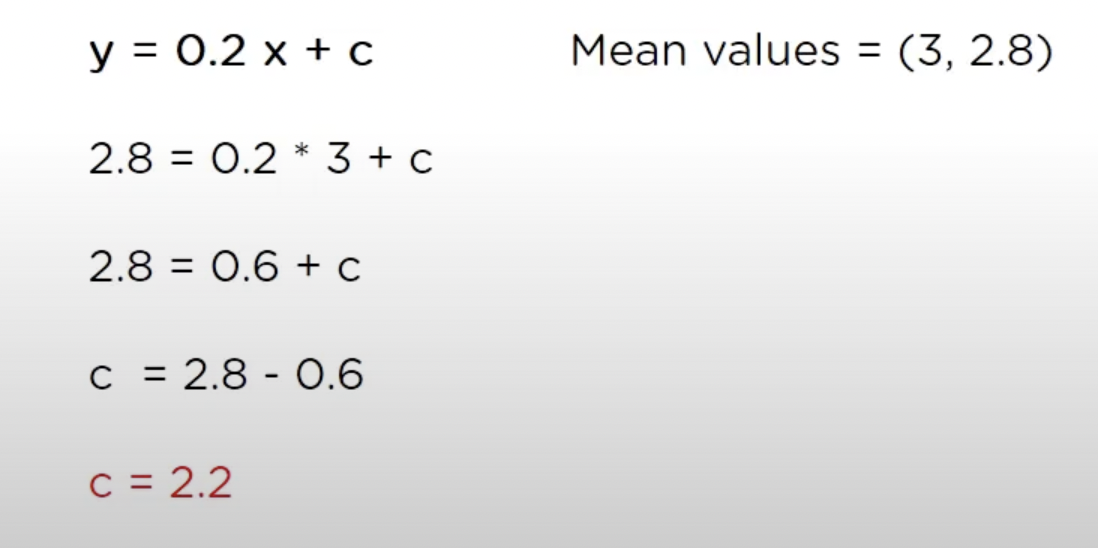 y = 0.2 x + c
Mean values = (3, 2.8)
2.8 = 0.2 * 3 + c
2.8 = 0.6 + c
c = 2.8 - 0.6
c = 2.2